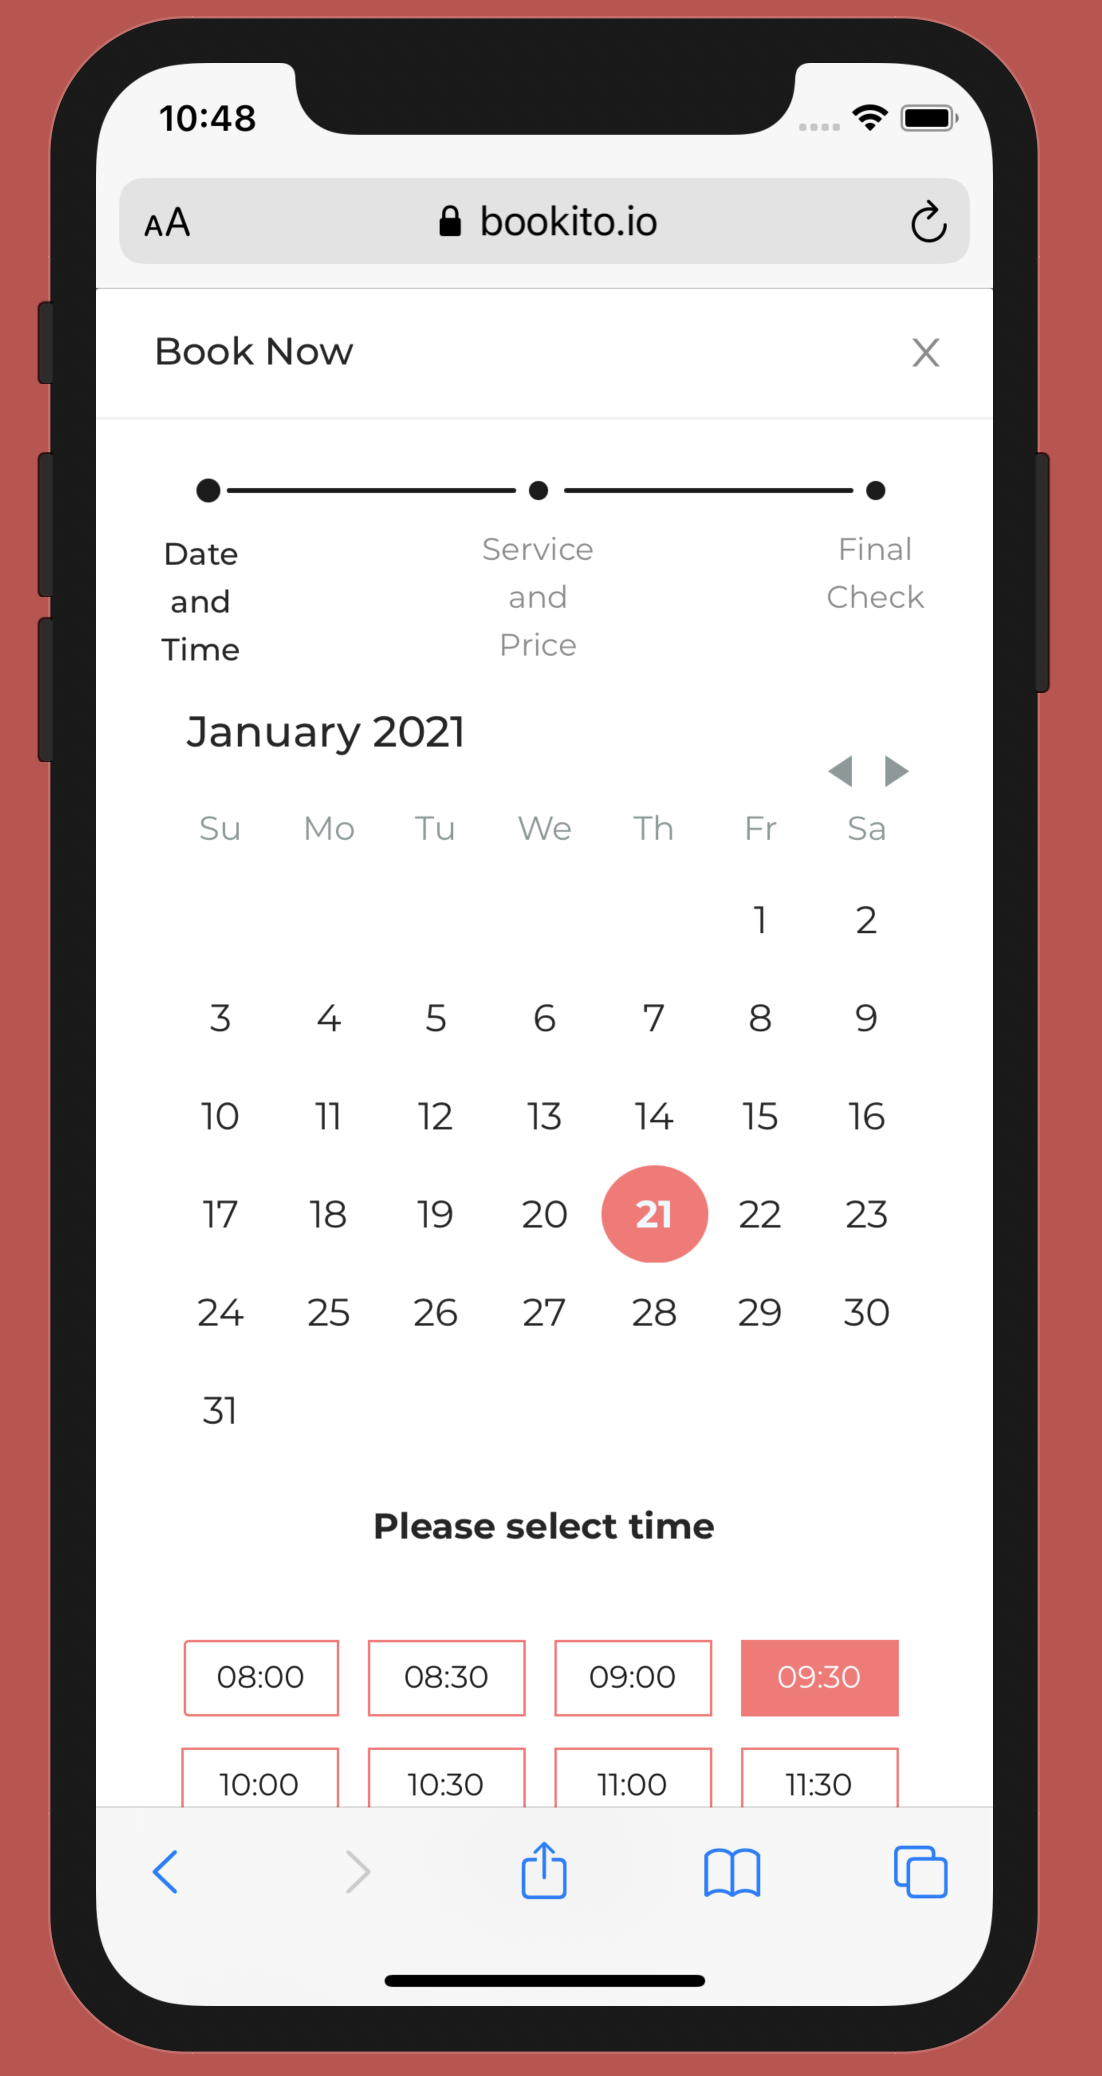 10:48
AA bookito.io
Book Now X
Date and Time
Service and Price
Final Check
January 2021
Su Mo Tu We Th Fr Sa
1 2
3 4 5 6 7 8 9
10 11 12 13 14 15 16
17 18 19 20 21 22 23
24 25 26 27 28 29 30
31
Please select time
08:00 08:30 09:00 09:30
10:00 10:30 11:00 11:30